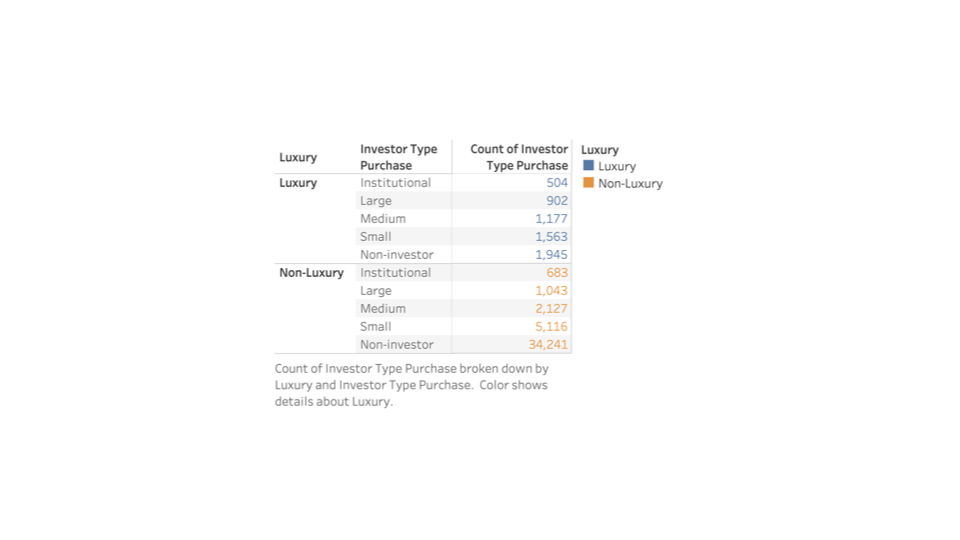 Luxury Investor Type Purchase Count of Investor Type Purchase
Luxury Institutional 504
Large 902
Medium 1,177
Small 1,563
Non-investor 1,945
Non-Luxury Institutional 683
Large 1,043
Medium 2,127
Small 5,116
Non-investor 34,241
Luxury
Luxury
Non-Luxury
Count of Investor Type Purchase broken down by
Luxury and Investor Type Purchase. Color shows
details about Luxury.